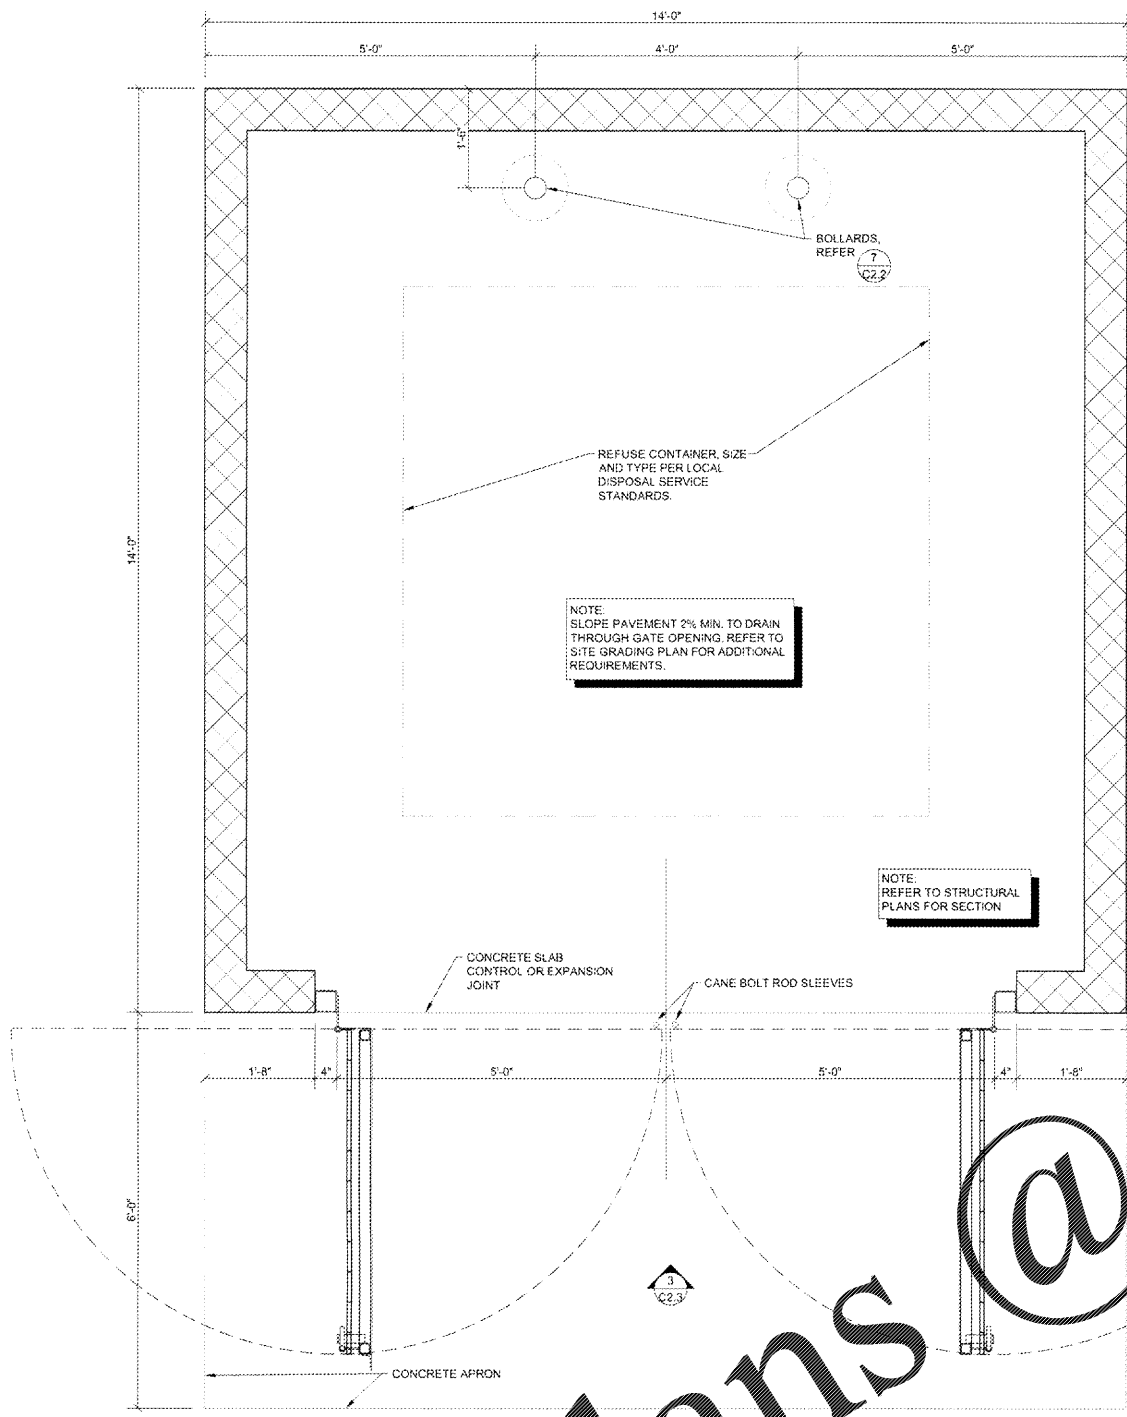 14'-0"
5'-0" 4'-0" 5'-0"
BOLLARDS,
REFER
7
C2.2
REFUSE CONTAINER, SIZE
AND TYPE PER LOCAL
DISPOSAL SERVICE
STANDARDS.
14'-0"
NOTE:
SLOPE PAVEMENT 2% MIN. TO DRAIN
THROUGH GATE OPENING. REFER TO
SITE GRADING PLAN FOR ADDITIONAL
REQUIREMENTS.
NOTE:
REFER TO STRUCTURAL
PLANS FOR SECTION
CONCRETE SLAB
CONTROL OR EXPANSION
JOINT
CANE BOLT ROD SLEEVES
1'-8" 4" 5'-0" 5'-0" 4" 1'-8"
6'-0"
3
C2.3
CONCRETE APRON
@